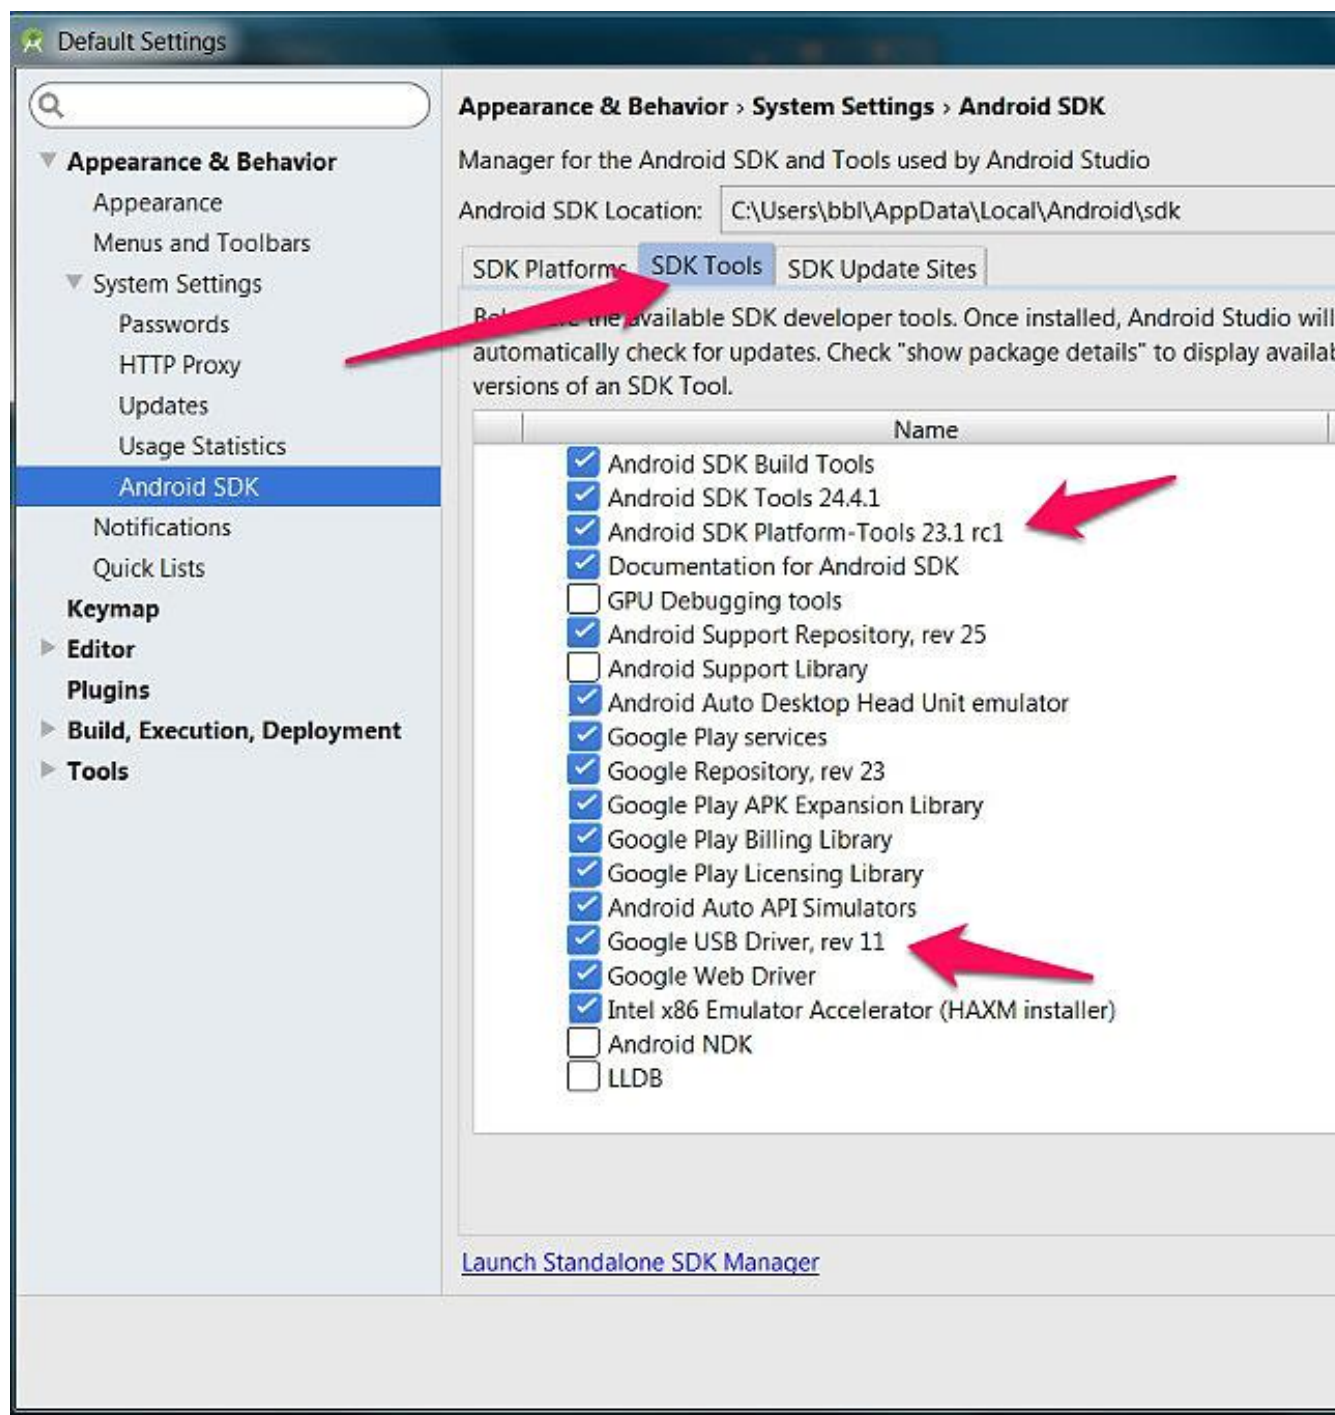 Default Settings
Appearance & Behavior
Appearance
Menus and Toolbars
System Settings
Passwords
HTTP Proxy
Updates
Usage Statistics
Android SDK
Notifications
Quick Lists
Keymap
Editor
Plugins
Build, Execution, Deployment
Tools
Appearance & Behavior › System Settings › Android SDK
Manager for the Android SDK and Tools used by Android Studio
Android SDK Location: C:\Users\bbl\AppData\Local\Android\sdk
SDK Platforms SDK Tools SDK Update Sites
the available SDK developer tools. Once installed, Android Studio will
automatically check for updates. Check "show package details" to display
versions of an SDK Tool.
Name
Android SDK Build Tools
Android SDK Tools 24.4.1
Android SDK Platform-Tools 23.1 rc1
Documentation for Android SDK
GPU Debugging tools
Android Support Repository, rev 25
Android Support Library
Android Auto Desktop Head Unit emulator
Google Play services
Google Repository, rev 23
Google Play APK Expansion Library
Google Play Billing Library
Google Play Licensing Library
Android Auto API Simulators
Google USB Driver, rev 11
Google Web Driver
Intel x86 Emulator Accelerator (HAXM installer)
Android NDK
LLDB
Launch Standalone SDK Manager